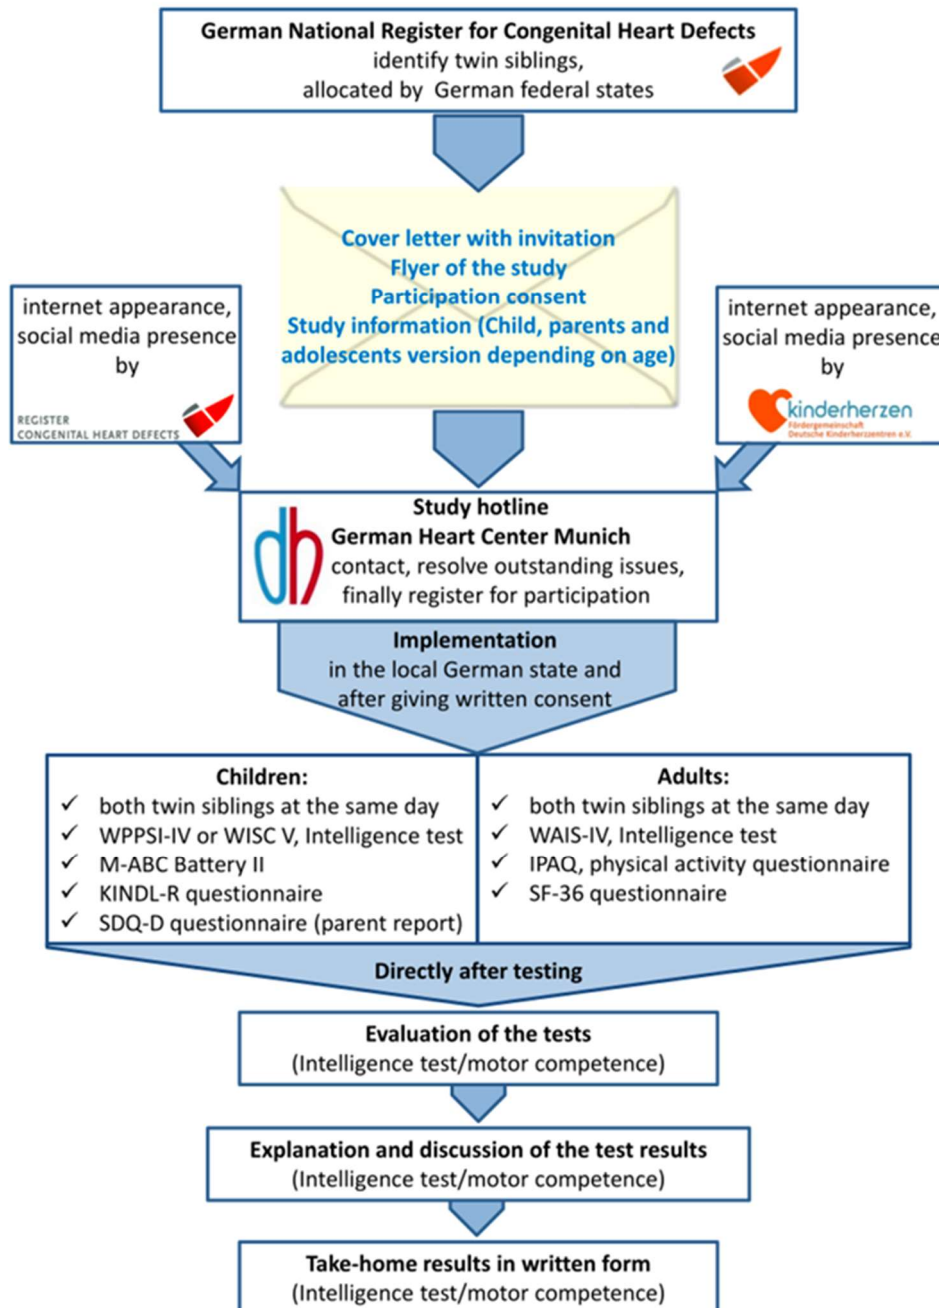 German National Register for Congenital Heart Defects
identify twin siblings,
allocated by German federal states
Cover letter with invitation
Flyer of the study
Participation consent
Study information (Child, parents and
adolescents version depending on age)
internet appearance,
social media presence
by
REGISTER
CONGENITAL HEART DEFECTS
internet appearance,
social media presence
by
kinderherzen
Fördergemeinschaft
Deutsche Kinderherzzentren e.V.
Study hotline
German Heart Center Munich
contact, resolve outstanding issues,
finally register for participation
Implementation
in the local German state and
after giving written consent
Children:
✓ both twin siblings at the same day
✓ WPPSI-IV or WISC V, Intelligence test
✓ M-ABC Battery II
✓ KINDL-R questionnaire
✓ SDQ-D questionnaire (parent report)
Adults:
✓ both twin siblings at the same day
✓ WAIS-IV, Intelligence test
✓ IPAQ, physical activity questionnaire
✓ SF-36 questionnaire
Directly after testing
Evaluation of the tests
(Intelligence test/motor competence)
Explanation and discussion of the test results
(Intelligence test/motor competence)
Take-home results in written form
(Intelligence test/motor competence)